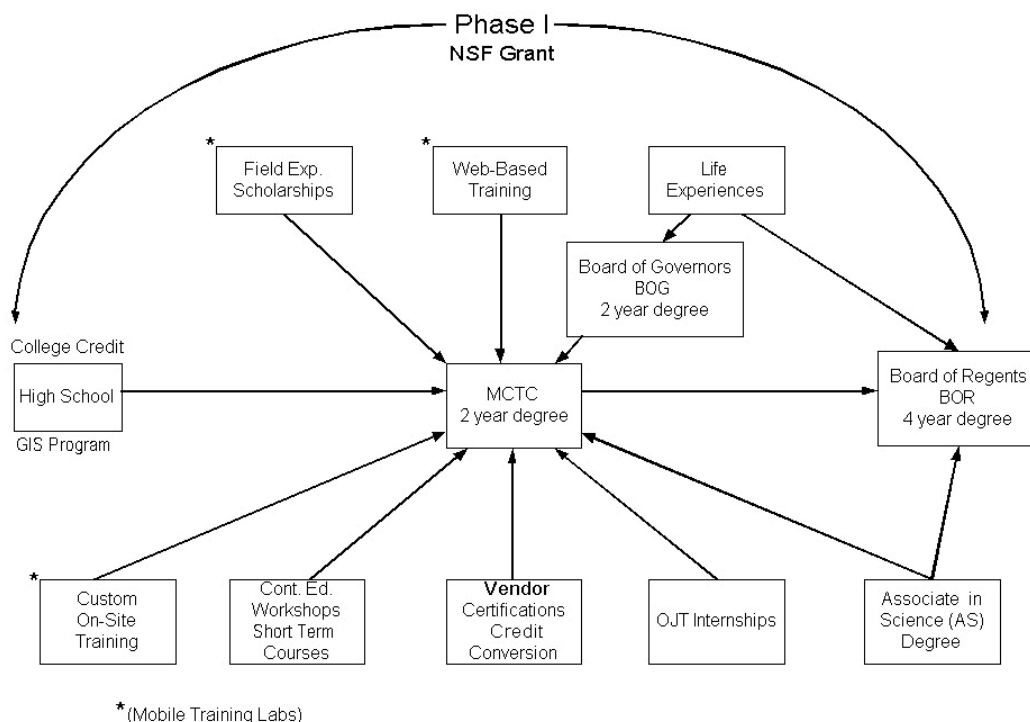 Phase I
NSF Grant
*
Field Exp.
Scholarships
*
Web-Based
Training
Life
Experiences
Board of Governors
BOG
2 year degree
College Credit
High School
GIS Program
MCTC
2 year degree
Board of Regents
BOR
4 year degree
*
Custom
On-Site
Training
Cont. Ed.
Workshops
Short Term
Courses
Vendor
Certifications
Credit
Conversion
OJT Internships
Associate in
Science (AS)
Degree
*(Mobile Training Labs)